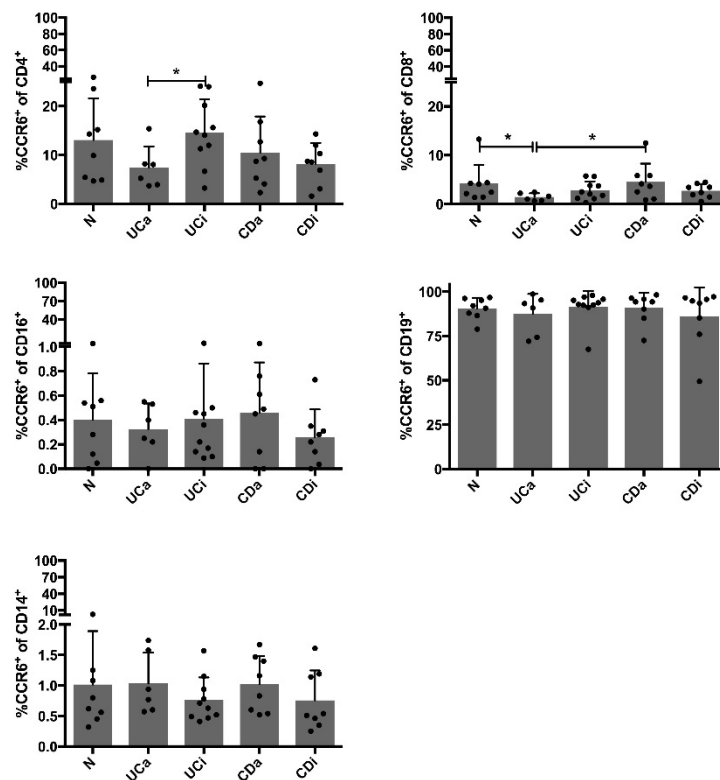 %CCR6⁺ of CD4⁺
100
80
60
40
20
10
0
*
N
UCa
UCi
CDa
CDi
%CCR6⁺ of CD8⁺
100
80
60
40
20
10
0
*
*
N
UCa
UCi
CDa
CDi
%CCR6⁺ of CD16⁺
100
70
40
1.0
0.8
0.6
0.4
0.2
0.0
N
UCa
UCi
CDa
CDi
%CCR6⁺ of CD19⁺
100
75
50
25
0
N
UCa
UCi
CDa
CDi
%CCR6⁺ of CD14⁺
100
70
50
30
10
2.0
1.5
1.0
0.5
0.0
N
UCa
UCi
CDa
CDi